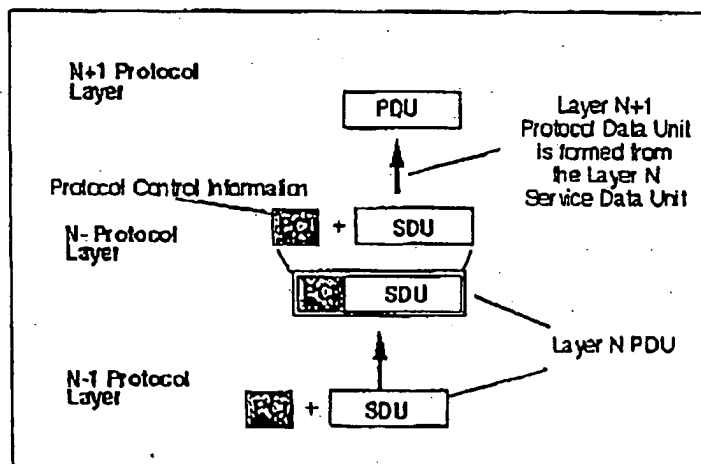 N+1 Protocol
Layer
PDU
Layer N+1
Protocol Data Unit
is formed from
the Layer N
Service Data Unit
Protocol Control Information
+
SDU
N- Protocol
Layer
SDU
Layer N PDU
N-1 Protocol
Layer
+
SDU